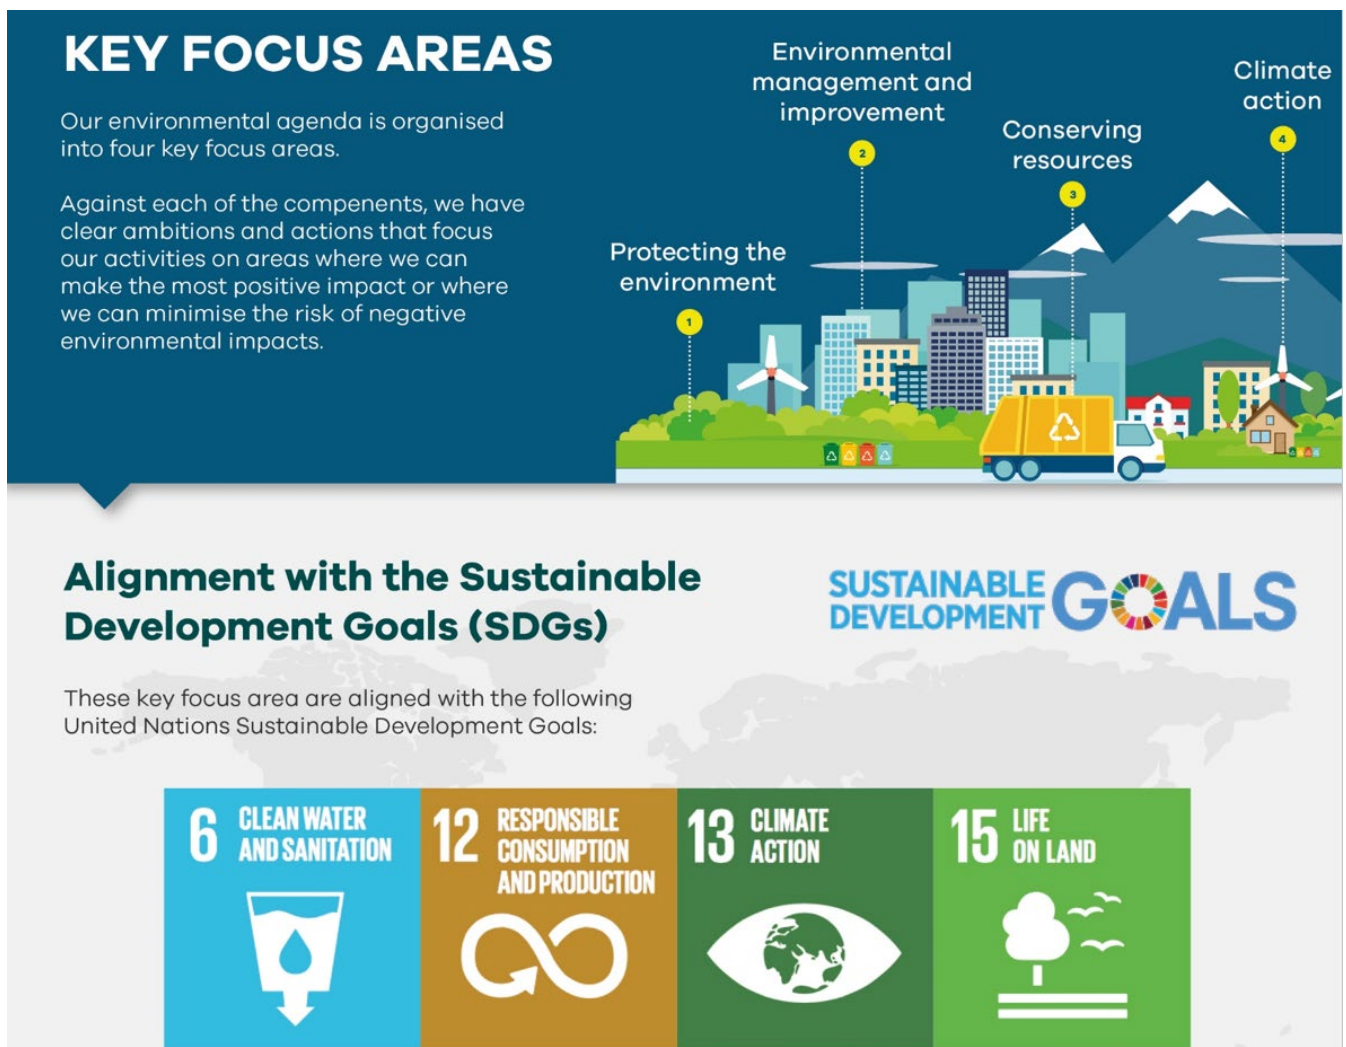 KEY FOCUS AREAS
Our environmental agenda is organised
into four key focus areas.
Against each of the compenents, we have
clear ambitions and actions that focus
our activities on areas where we can
make the most positive impact or where
we can minimise the risk of negative
environmental impacts.
Protecting the
environment
1
Environmental
management and
improvement
2
Conserving
resources
3
Climate
action
4
Alignment with the Sustainable
Development Goals (SDGs)
SUSTAINABLE
DEVELOPMENT
GOALS
These key focus area are aligned with the following
United Nations Sustainable Development Goals:
6 CLEAN WATER
AND SANITATION
12 RESPONSIBLE
CONSUMPTION
AND PRODUCTION
13 CLIMATE
ACTION
15 LIFE
ON LAND